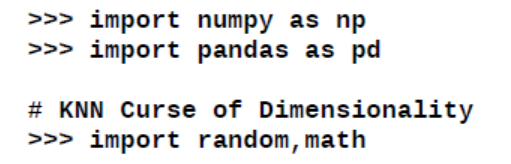 >>> import numpy as np
>>> import pandas as pd
# KNN Curse of Dimensionality
>>> import random,math